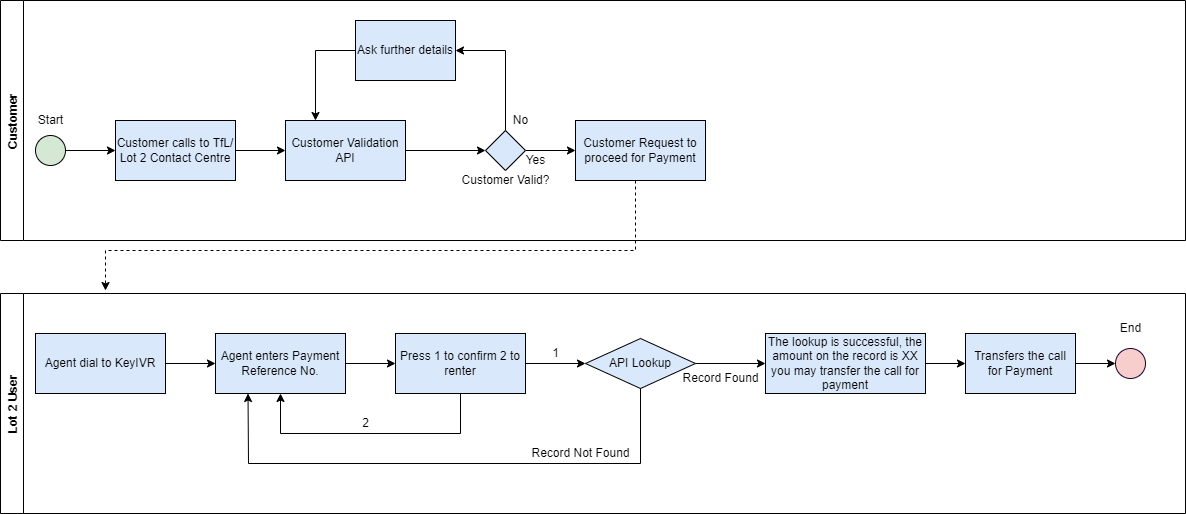 Customer
Start
Customer calls to TfL/
Lot 2 Contact Centre
Ask further details
Customer Validation
API
No
Yes
Customer Valid?
Customer Request to
proceed for Payment
Lot 2 User
Agent dial to KeyIVR
Agent enters Payment
Reference No.
Press 1 to confirm 2 to
renter
1
2
API Lookup
Record Found
Record Not Found
The lookup is successful, the
amount on the record is XX
you may transfer the call for
payment
Transfers the call
for Payment
End